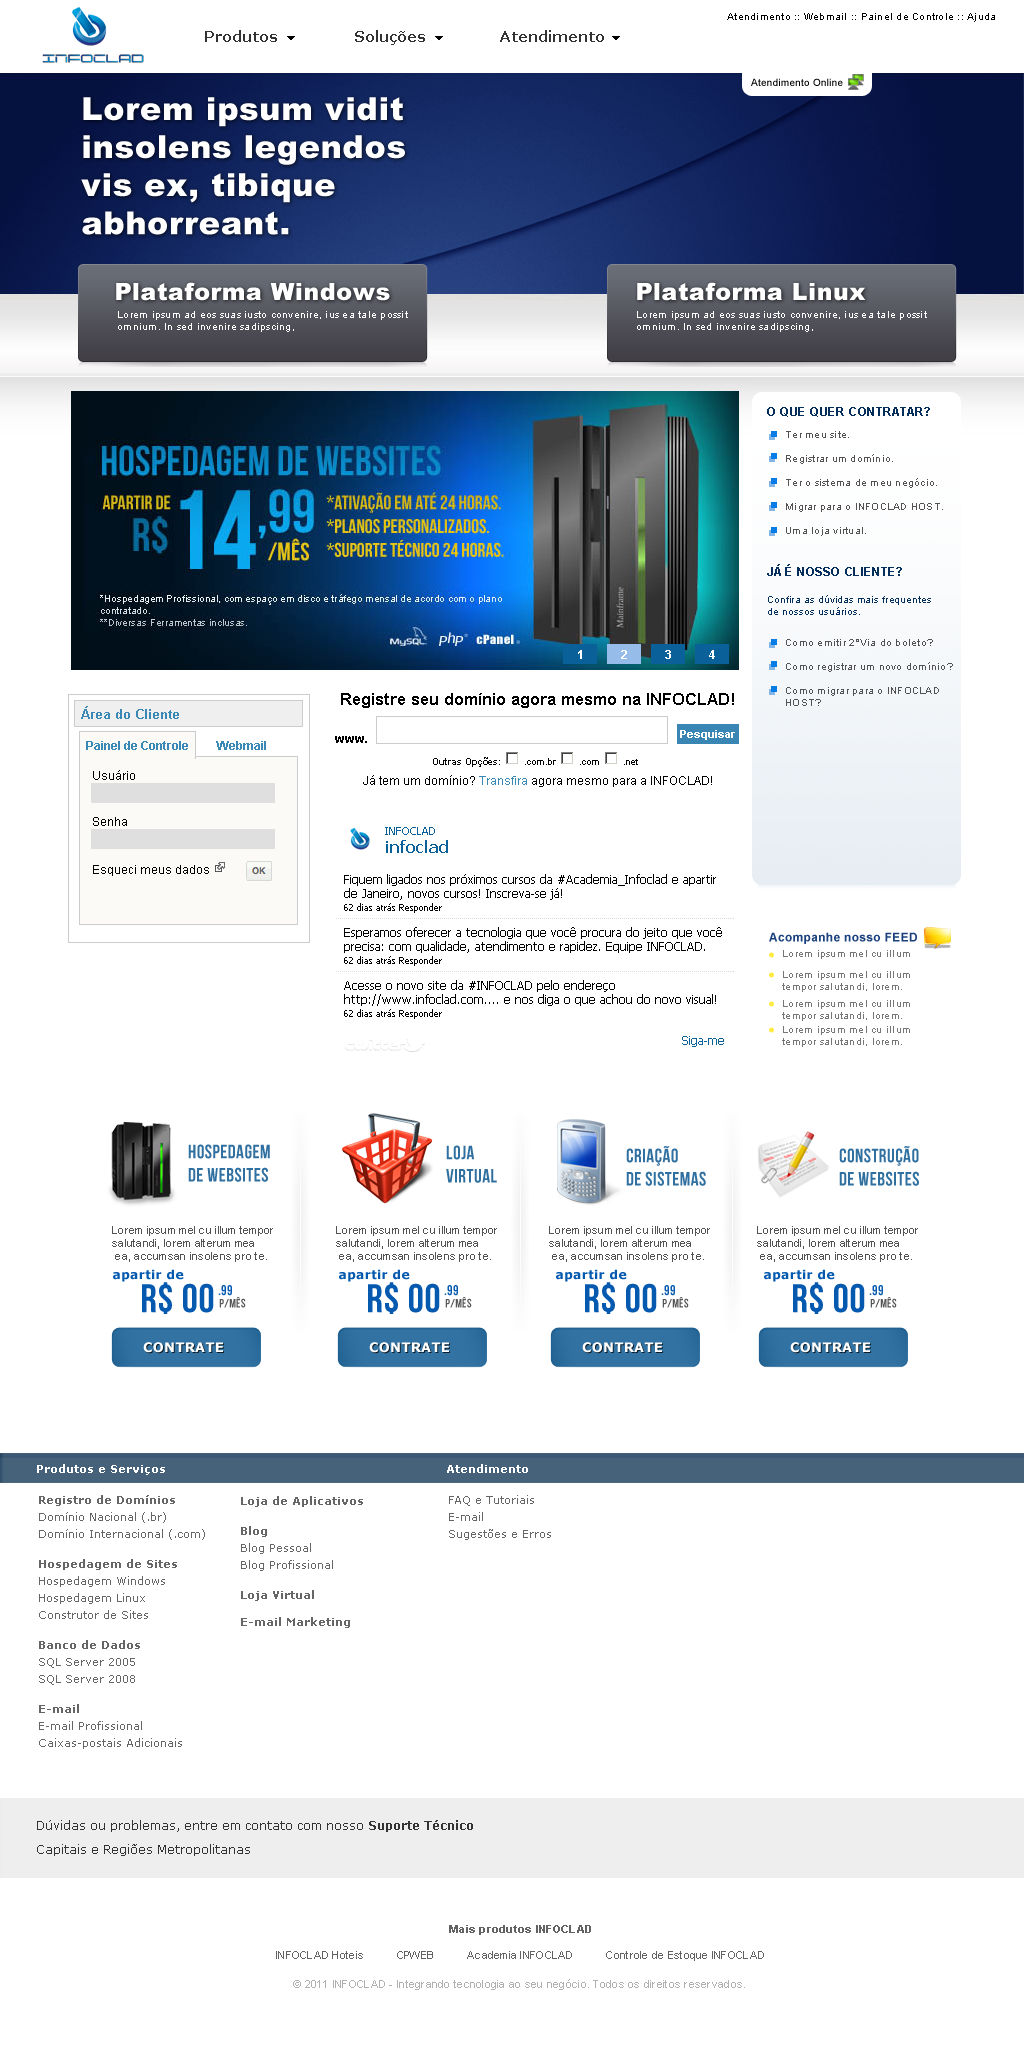 Atendimento :: Webmail :: Painel de Controle :: Ajuda
INFOCLAD
Produtos
Soluções
Atendimento
Atendimento Online
Lorem ipsum vidit
insolens legendos
vis ex, tibique
abhorreant.
Plataforma Windows
Lorem ipsum ad eos suas iusto convenire, ius ea tale possit
omnium. In sed invenire sadipscing,
Plataforma Linux
Lorem ipsum ad eos suas iusto convenire, ius ea tale possit
omnium. In sed invenire sadipscing,
HOSPEDAGEM DE WEBSITES
APARTIR DE
R$ 14,99
/MÊS
*ATIVAÇÃO EM ATÉ 24 HORAS.
*PLANOS PERSONALIZADOS.
*SUPORTE TÉCNICO 24 HORAS.
*Hospedagem Profissional, com espaço em disco e tráfego mensal de acordo com o plano
contratado.
**Diversas Ferramentas inclusas.
MySQL php cPanel
Mainframe
1 2 3 4
O QUE QUER CONTRATAR?
Ter meu site.
Registrar um domínio.
Ter o sistema de meu negócio.
Migrar para o INFOCLAD HOST.
Uma loja virtual.
JÁ É NOSSO CLIENTE?
Confira as dúvidas mais frequentes
de nossos usuários.
Como emitir 2ªVia do boleto?
Como registrar um novo domínio?
Como migrar para o INFOCLAD
HOST?
Área do Cliente
Painel de Controle
Webmail
Usuário
Senha
Esqueci meus dados
OK
Registre seu domínio agora mesmo na INFOCLAD!
www.
Pesquisar
Outras Opções: .com.br .com .net
Já tem um domínio? Transfira agora mesmo para a INFOCLAD!
INFOCLAD
infoclad
Fiquem ligados nos próximos cursos da #Academia_Infoclad e apartir
de Janeiro, novos cursos! Inscreva-se já!
62 dias atrás Responder
Esperamos oferecer a tecnologia que você procura do jeito que você
precisa: com qualidade, atendimento e rapidez. Equipe INFOCLAD.
62 dias atrás Responder
Acesse o novo site da #INFOCLAD pelo endereço
http://www.infoclad.com.... e nos diga o que achou do novo visual!
62 dias atrás Responder
twitter
Siga-me
Acompanhe nosso FEED
Lorem ipsum mel cu illum
Lorem ipsum mel cu illum
tempor salutandi, lorem.
Lorem ipsum mel cu illum
tempor salutandi, lorem.
Lorem ipsum mel cu illum
tempor salutandi, lorem.
HOSPEDAGEM
DE WEBSITES
Lorem ipsum mel cu illum tempor
salutandi, lorem alterum mea
ea, accumsan insolens pro te.
apartir de
R$ 00 .99
P/MÊS
CONTRATE
LOJA
VIRTUAL
Lorem ipsum mel cu illum tempor
salutandi, lorem alterum mea
ea, accumsan insolens pro te.
apartir de
R$ 00 .99
P/MÊS
CONTRATE
CRIAÇÃO
DE SISTEMAS
Lorem ipsum mel cu illum tempor
salutandi, lorem alterum mea
ea, accumsan insolens pro te.
apartir de
R$ 00 .99
P/MÊS
CONTRATE
CONSTRUÇÃO
DE WEBSITES
Lorem ipsum mel cu illum tempor
salutandi, lorem alterum mea
ea, accumsan insolens pro te.
apartir de
R$ 00 .99
P/MÊS
CONTRATE
Produtos e Serviços
Registro de Domínios
Domínio Nacional (.br)
Domínio Internacional (.com)
Hospedagem de Sites
Hospedagem Windows
Hospedagem Linux
Construtor de Sites
Banco de Dados
SQL Server 2005
SQL Server 2008
E-mail
E-mail Profissional
Caixas-postais Adicionais
Loja de Aplicativos
Blog
Blog Pessoal
Blog Profissional
Loja Virtual
E-mail Marketing
Atendimento
FAQ e Tutoriais
E-mail
Sugestões e Erros
Dúvidas ou problemas, entre em contato com nosso Suporte Técnico
Capitais e Regiões Metropolitanas
Mais produtos INFOCLAD
INFOCLAD Hoteis CPWEB Academia INFOCLAD Controle de Estoque INFOCLAD
© 2011 INFOCLAD - Integrando tecnologia ao seu negócio. Todos os direitos reservados.